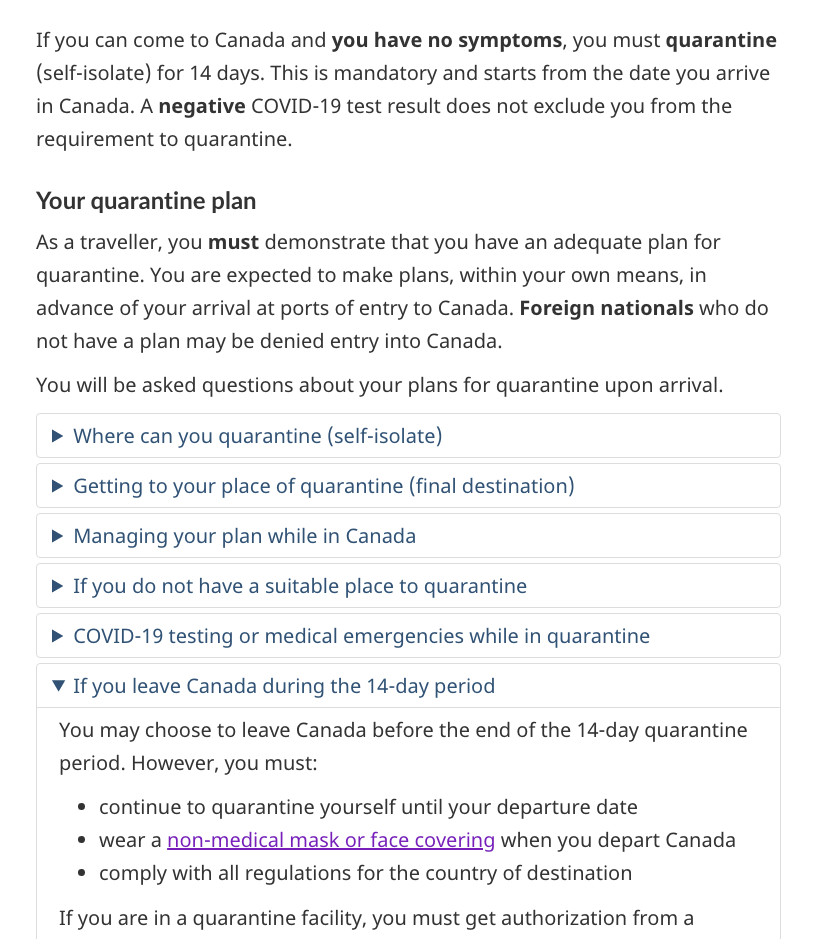 If you can come to Canada and you have no symptoms, you must quarantine
(self-isolate) for 14 days. This is mandatory and starts from the date you arrive
in Canada. A negative COVID-19 test result does not exclude you from the
requirement to quarantine.
Your quarantine plan
As a traveller, you must demonstrate that you have an adequate plan for
quarantine. You are expected to make plans, within your own means, in
advance of your arrival at ports of entry to Canada. Foreign nationals who do
not have a plan may be denied entry into Canada.
You will be asked questions about your plans for quarantine upon arrival.
Where can you quarantine (self-isolate)
Getting to your place of quarantine (final destination)
Managing your plan while in Canada
If you do not have a suitable place to quarantine
COVID-19 testing or medical emergencies while in quarantine
If you leave Canada during the 14-day period
You may choose to leave Canada before the end of the 14-day quarantine
period. However, you must:
• continue to quarantine yourself until your departure date
• wear a non-medical mask or face covering when you depart Canada
• comply with all regulations for the country of destination
If you are in a quarantine facility, you must get authorization from a